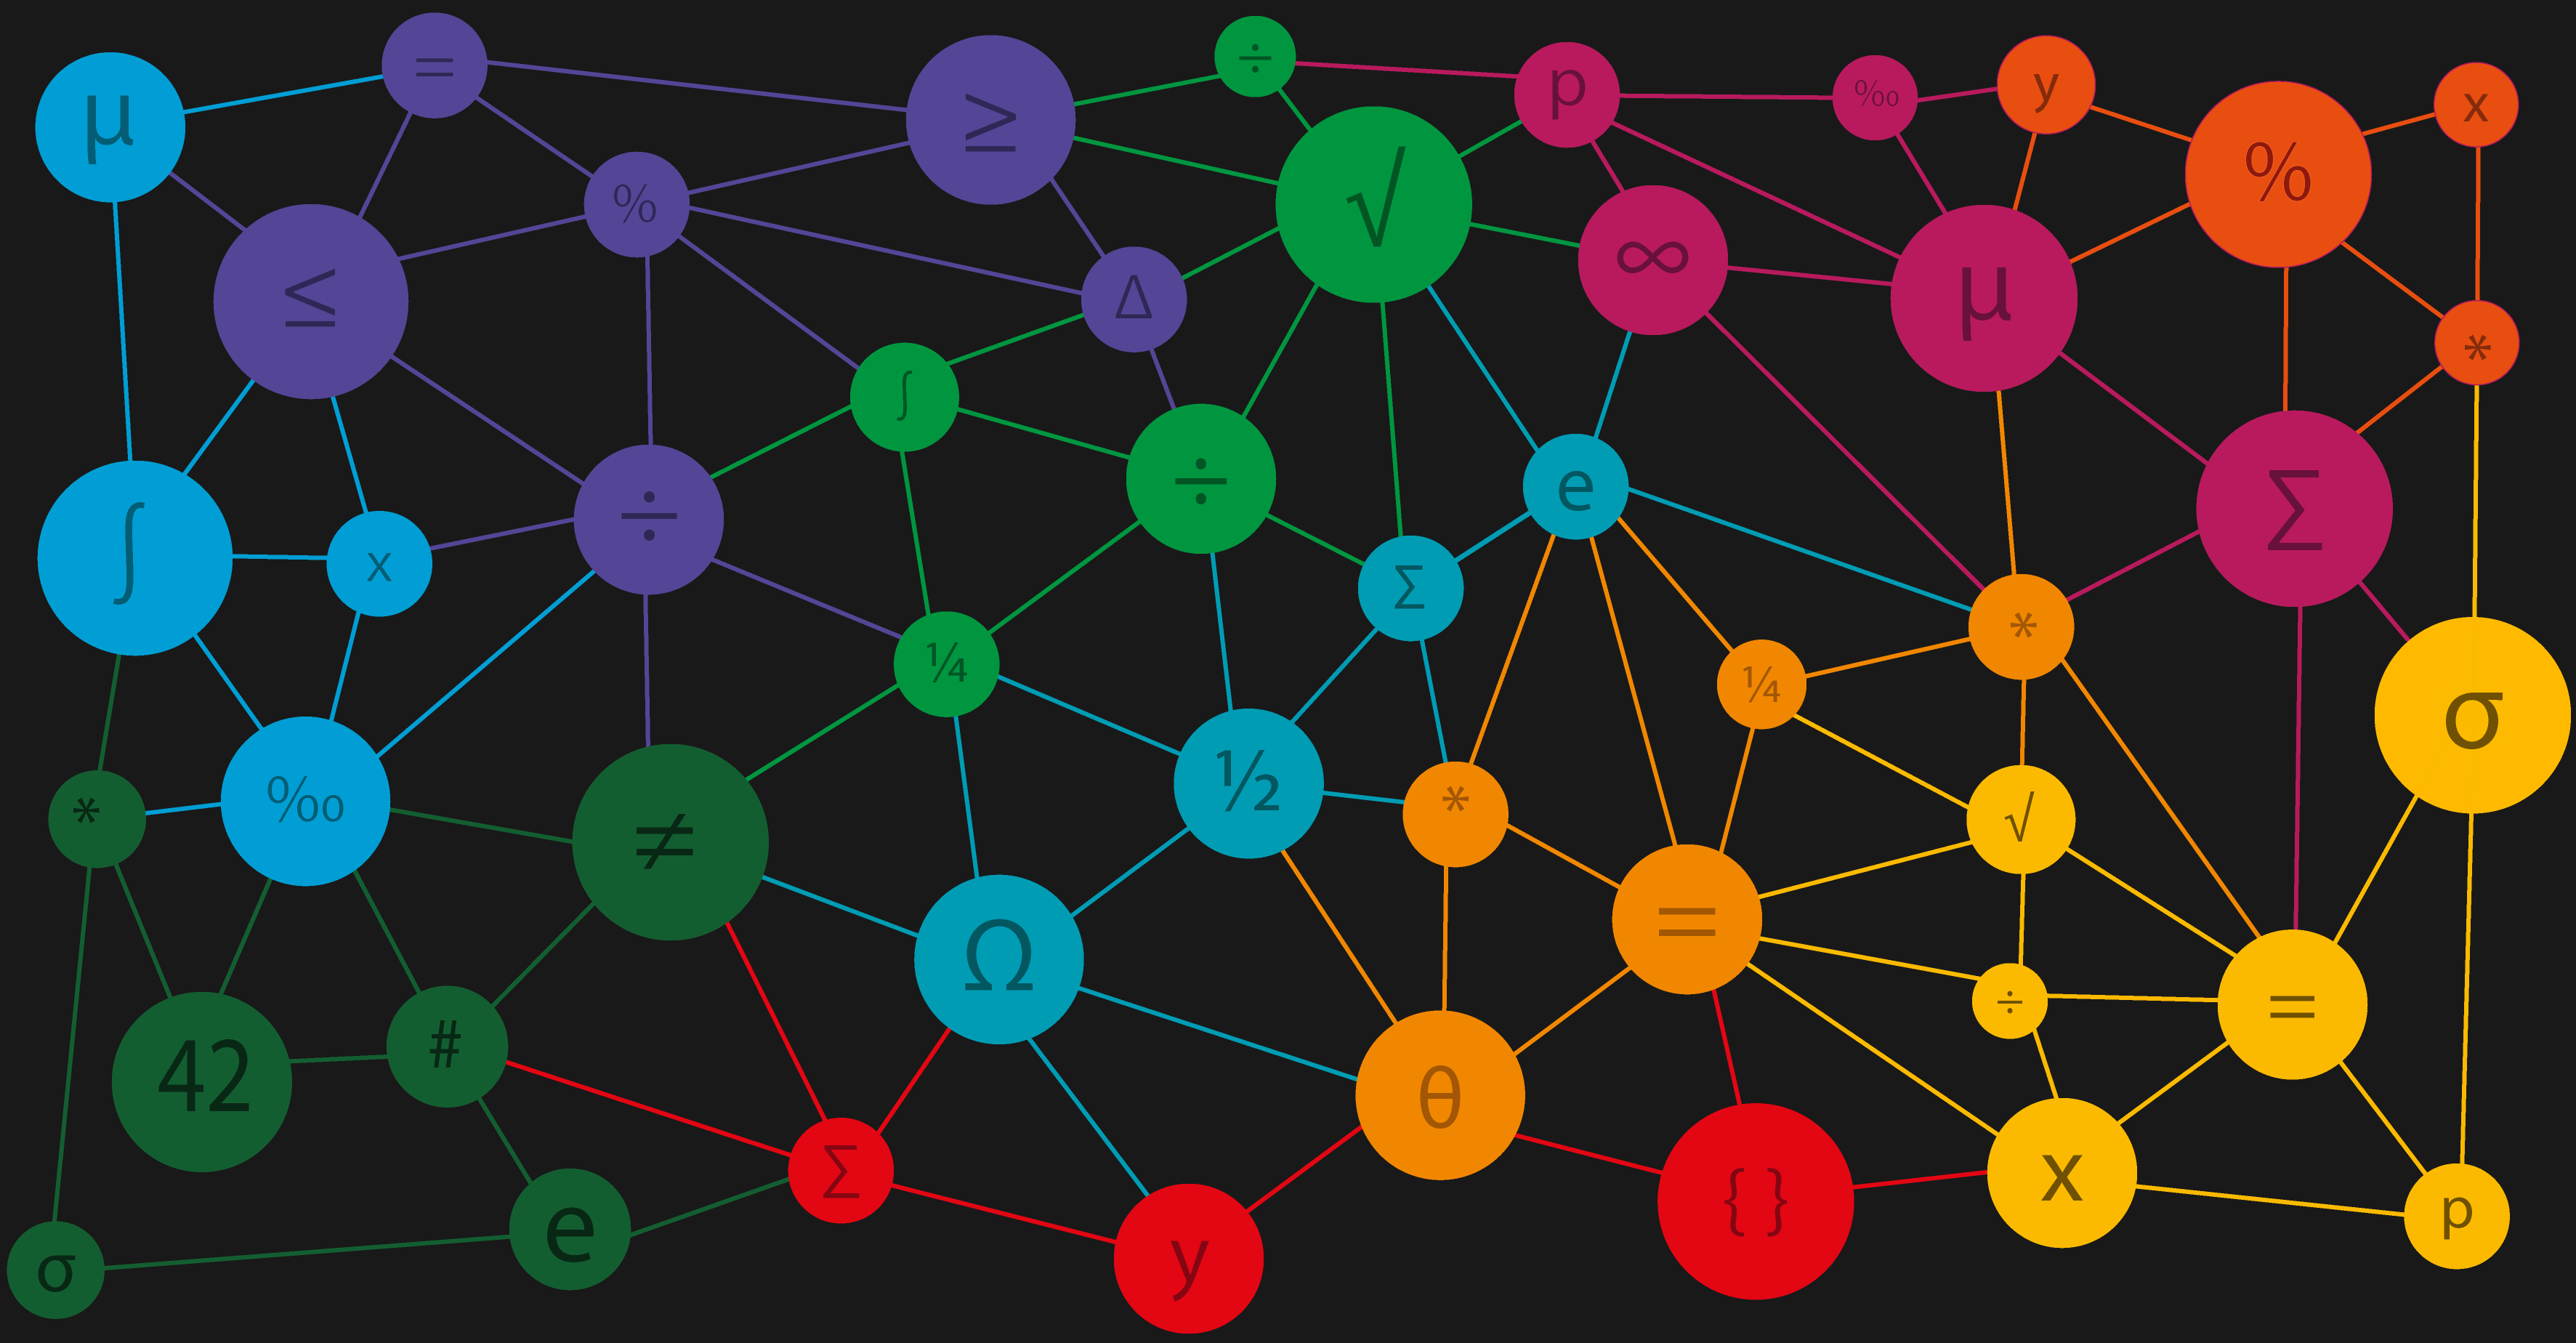 =
÷
p
‰
y
x
µ
≥
%
%
√
∞
≤
∆
µ
*
∫
÷
e
Σ
÷
∫
x
Σ
*
¼
¼
σ
½
*
‰
*
√
≠
=
Ω
÷
=
42
#
θ
Σ
x
{ }
p
e
σ
y